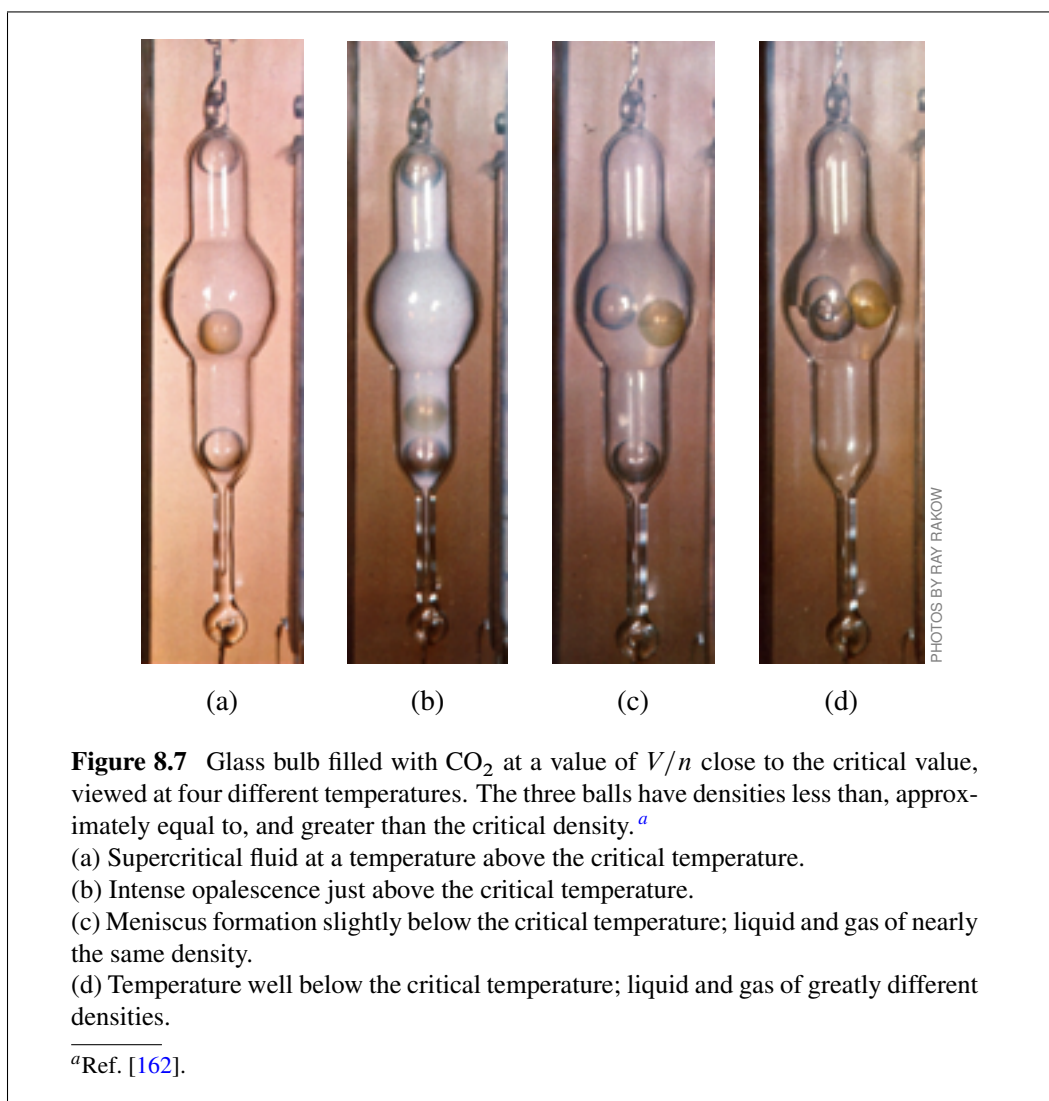 PHOTOS BY RAY RAKOW
(a) (b) (c) (d)
Figure 8.7 Glass bulb filled with CO₂ at a value of V/n close to the critical value,
viewed at four different temperatures. The three balls have densities less than, approx-
imately equal to, and greater than the critical density.ᵃ
(a) Supercritical fluid at a temperature above the critical temperature.
(b) Intense opalescence just above the critical temperature.
(c) Meniscus formation slightly below the critical temperature; liquid and gas of nearly
the same density.
(d) Temperature well below the critical temperature; liquid and gas of greatly different
densities.
ᵃRef. [162].